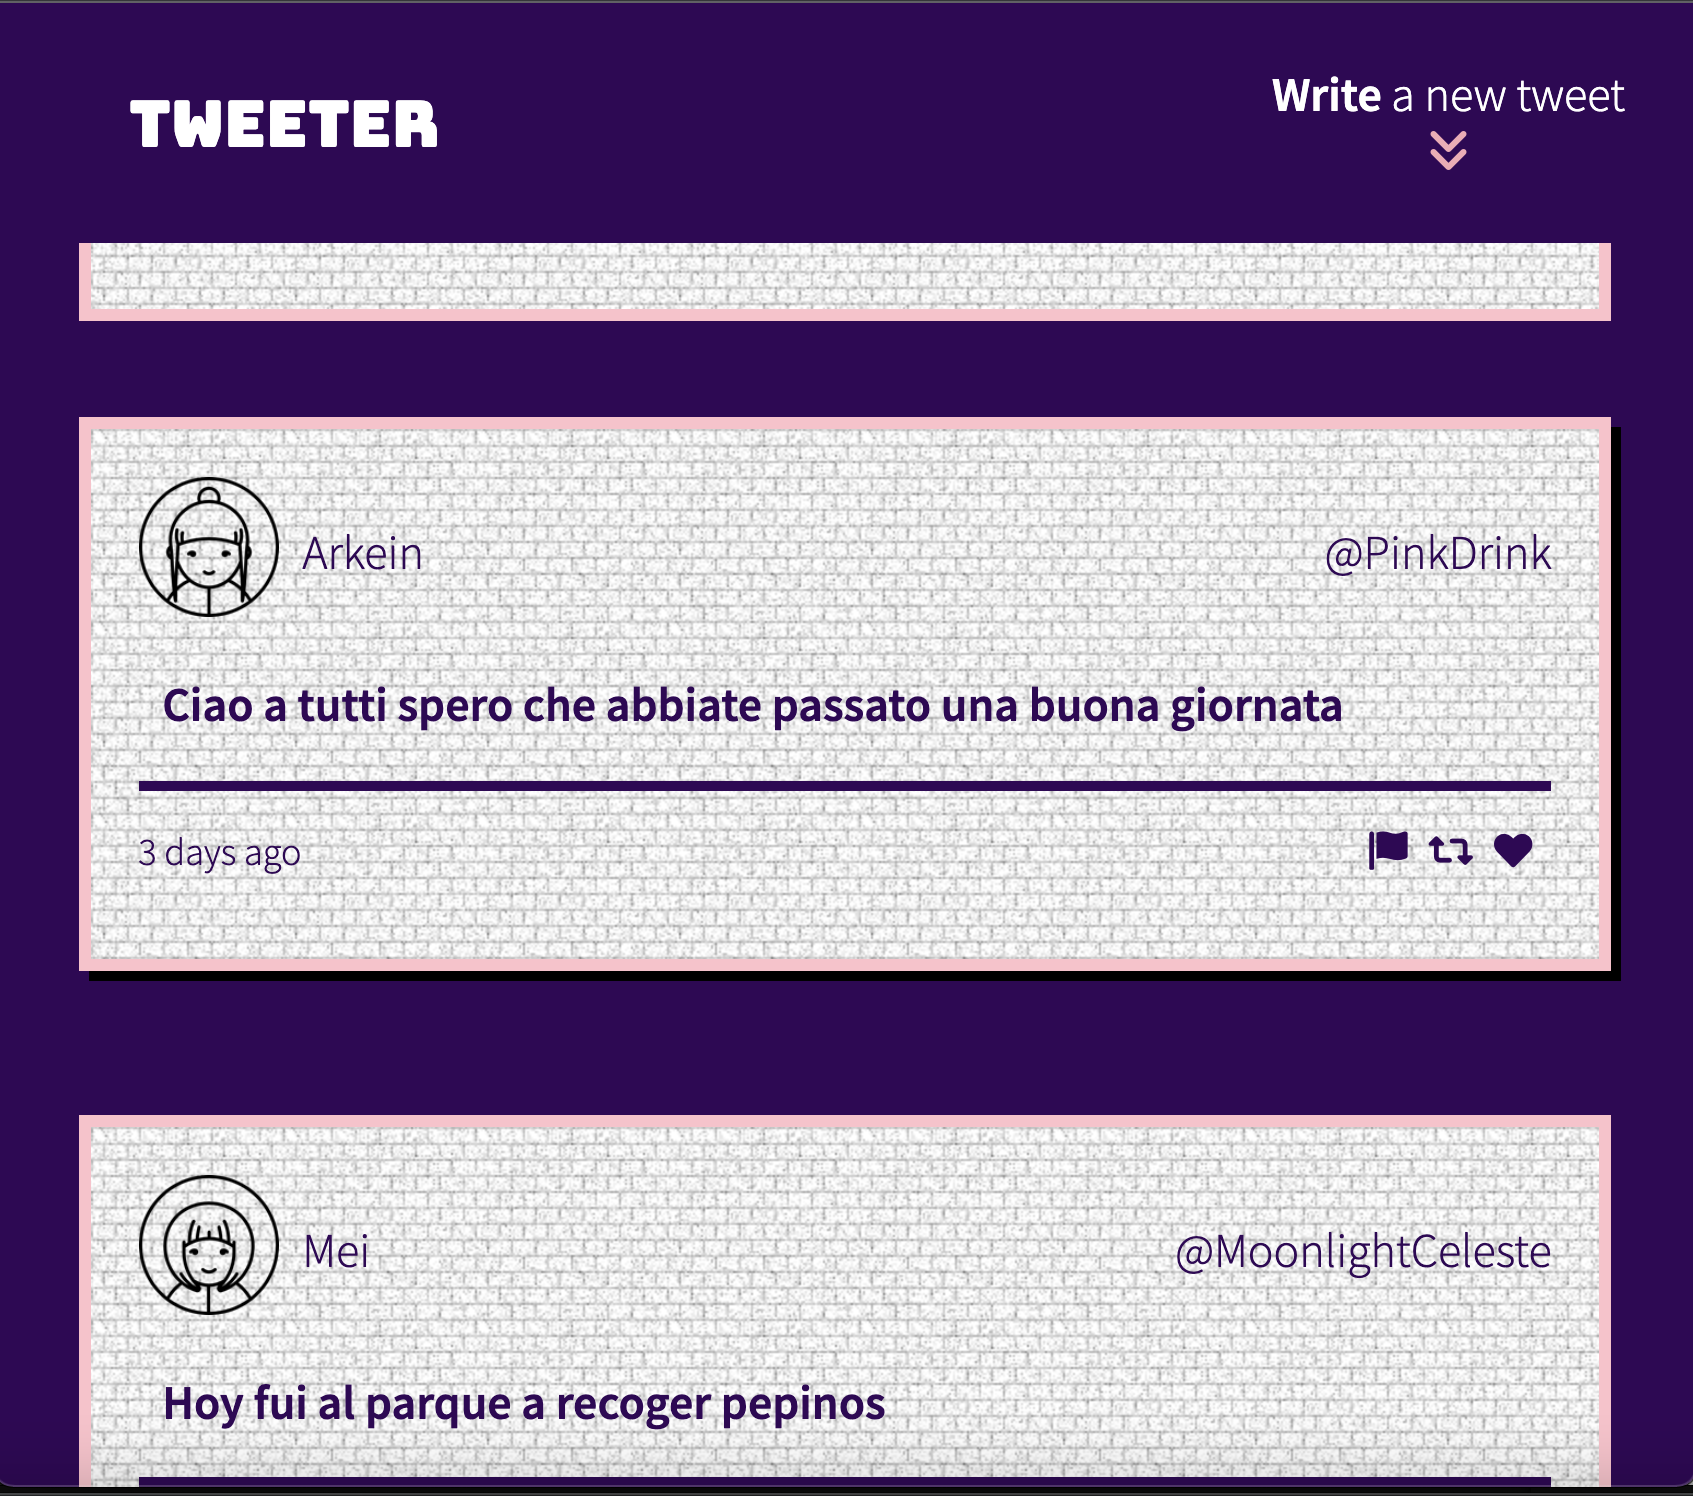 TWEETER
Write a new tweet
Arkein
@PinkDrink
Ciao a tutti spero che abbiate passato una buona giornata
3 days ago
Mei
@MoonlightCeleste
Hoy fui al parque a recoger pepinos